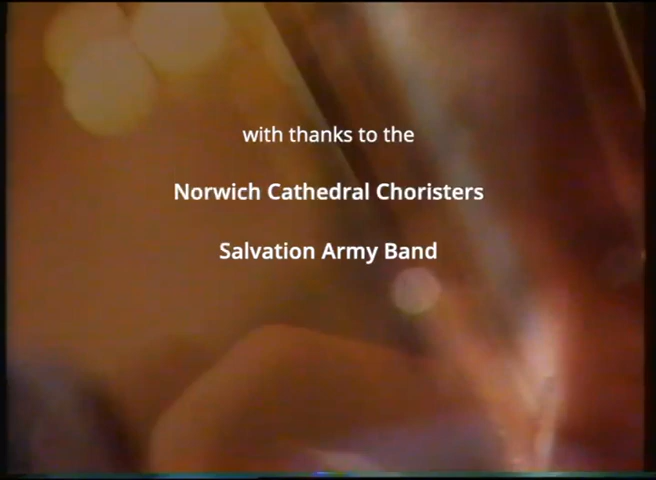 with thanks to the
Norwich Cathedral Choristers
Salvation Army Band